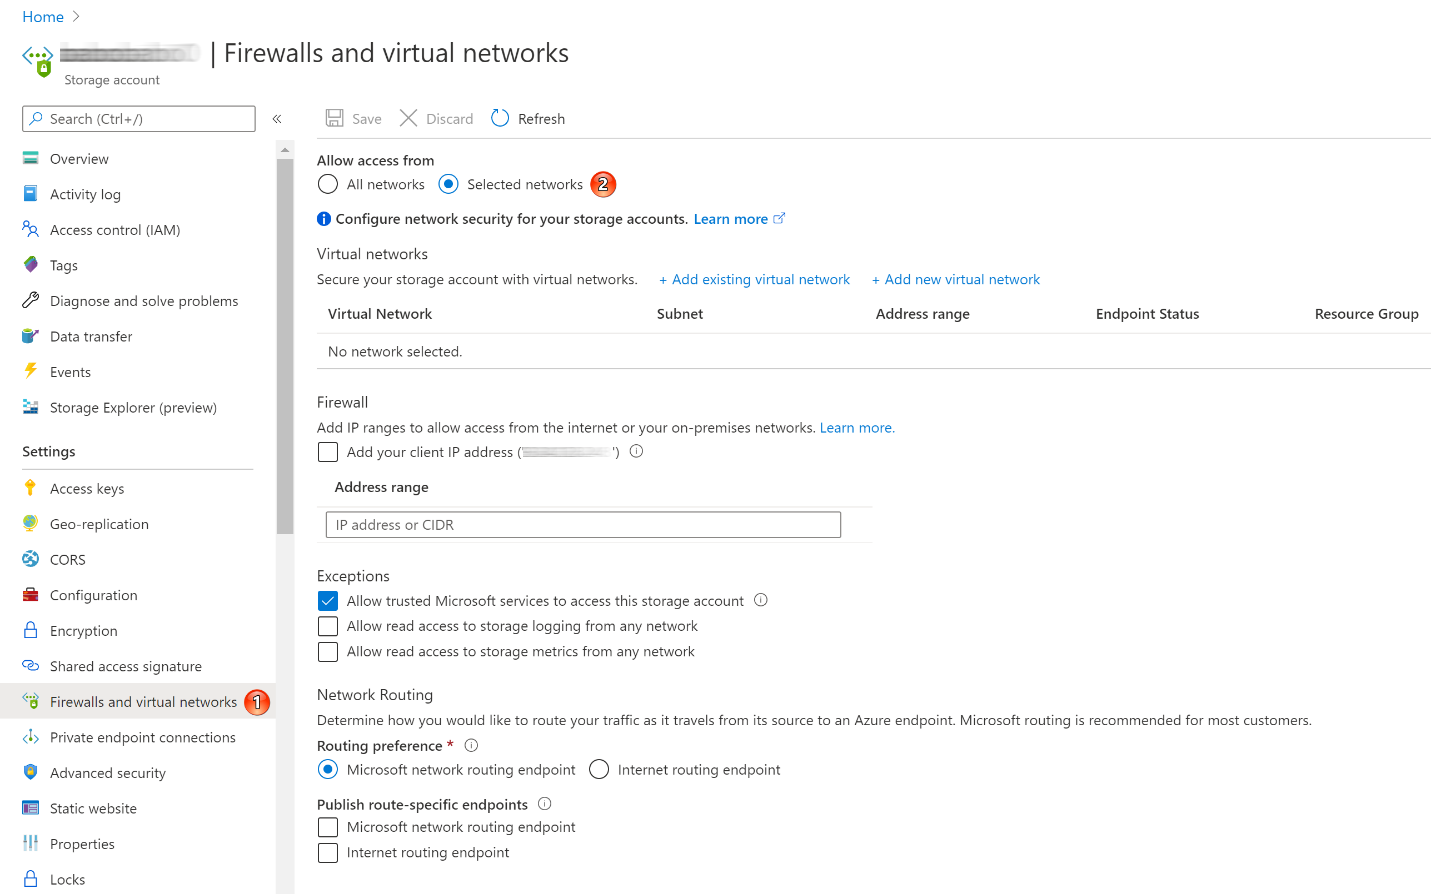 Home
| Firewalls and virtual networks
Storage account
Search (Ctrl+/)
«
Overview
Activity log
Access control (IAM)
Tags
Diagnose and solve problems
Data transfer
Events
Storage Explorer (preview)
Settings
Access keys
Geo-replication
CORS
Configuration
Encryption
Shared access signature
Firewalls and virtual networks 1
Private endpoint connections
Advanced security
Static website
Properties
Locks
Save Discard Refresh
Allow access from
All networks Selected networks 2
Configure network security for your storage accounts. Learn more
Virtual networks
Secure your storage account with virtual networks. + Add existing virtual network + Add new virtual network
Virtual Network Subnet Address range Endpoint Status Resource Group
No network selected.
Firewall
Add IP ranges to allow access from the internet or your on-premises networks. Learn more.
Add your client IP address (' ')
Address range
IP address or CIDR
Exceptions
Allow trusted Microsoft services to access this storage account
Allow read access to storage logging from any network
Allow read access to storage metrics from any network
Network Routing
Determine how you would like to route your traffic as it travels from its source to an Azure endpoint. Microsoft routing is recommended for most customers.
Routing preference *
Microsoft network routing endpoint Internet routing endpoint
Publish route-specific endpoints
Microsoft network routing endpoint
Internet routing endpoint